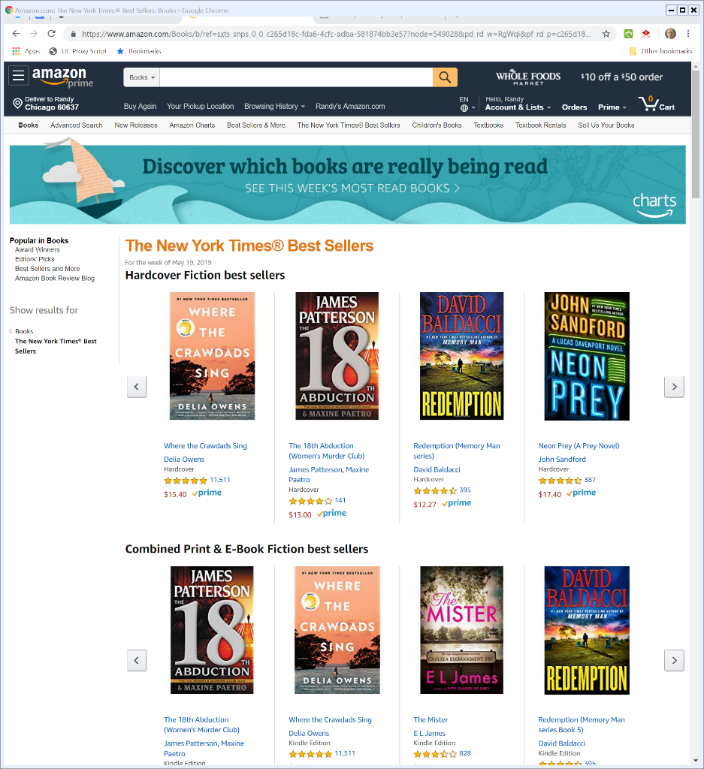 Amazon.com: The New York Times® Best Sellers: Books - Google Chrome
https://www.amazon.com/Books/b/ref=sxts_snps_0_0_c265d18c-fda6-4cfc-adba-581874bb3e57?node=549028&pd_rd_w=RgWqi&pf_rd_p=c265d18...
Apps UC Proxy Script Bookmarks Other bookmarks
amazon prime
Books
WHOLE FOODS MARKET
$10 off a $50 order
Deliver to Randy
Chicago 60637
Buy Again Your Pickup Location Browsing History Randy's Amazon.com
EN
Hello, Randy
Account & Lists Orders Prime 0 Cart
Books Advanced Search New Releases Amazon Charts Best Sellers & More The New York Times® Best Sellers Children's Books Textbooks Textbook Rentals Sell Us Your Books
Discover which books are really being read
SEE THIS WEEK'S MOST READ BOOKS >
charts
Popular in Books
Award Winners
Editors' Picks
Best Sellers and More
Amazon Book Review Blog
Show results for
< Books
The New York Times® Best
Sellers
The New York Times® Best Sellers
For the week of May 19, 2019
Hardcover Fiction best sellers
#1 NEW YORK TIMES BESTSELLER
WHERE
THE
CRAWDADS
SING
DELIA OWENS
JAMES
PATTERSON
THE
18TH
ABDUCTION
& MAXINE PAETRO
DAVID
BALDACCI
MEMORY MAN
REDEMPTION
JOHN
SANDFORD
A LUCAS DAVENPORT NOVEL
NEON
PREY
Where the Crawdads Sing
Delia Owens
Hardcover
11,511
$15.40 prime
The 18th Abduction
(Women's Murder Club)
James Patterson, Maxine
Paetro
Hardcover
141
$13.00 prime
Redemption (Memory Man
series)
David Baldacci
Hardcover
395
$12.27 prime
Neon Prey (A Prey Novel)
John Sandford
Hardcover
387
$17.40 prime
Combined Print & E-Book Fiction best sellers
JAMES
PATTERSON
THE
18TH
ABDUCTION
& MAXINE PAETRO
#1 NEW YORK TIMES BESTSELLER
WHERE
THE
CRAWDADS
SING
DELIA OWENS
The
MISTER
CHELSEA EMBANKMENT SW
E L James
DAVID
BALDACCI
MEMORY MAN
REDEMPTION
The 18th Abduction
(Women's Murder Club)
James Patterson, Maxine
Paetro
Kindle Edition
Where the Crawdads Sing
Delia Owens
Kindle Edition
11,511
The Mister
E L James
Kindle Edition
828
Redemption (Memory Man
series Book 5)
David Baldacci
Kindle Edition
395